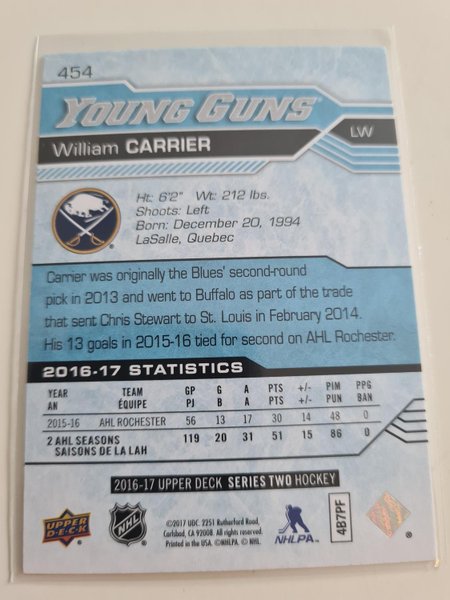 454
YOUNG GUNS
William CARRIER
LW
Ht: 6'2" Wt: 212 lbs.
Shoots: Left
Born: December 20, 1994
LaSalle, Quebec
Carrier was originally the Blues' second-round
pick in 2013 and went to Buffalo as part of the trade
that sent Chris Stewart to St. Louis in February 2014.
His 13 goals in 2015-16 tied for second on AHL Rochester.
2016-17 STATISTICS
YEAR TEAM GP G A PTS +/- PIM PPG
AN ÉQUIPE PJ B A PTS +/- PUN BAN
2015-16 AHL ROCHESTER 56 13 17 30 14 48 0
2 AHL SEASONS 119 20 31 51 15 86 0
SAISONS DE LA LAH
2016-17 UPPER DECK SERIES TWO HOCKEY
UPPER DECK
NHL
©2017 UDC. 2251 Rutherford Road,
Carlsbad, CA 92008. All rights reserved.
Printed in the USA. ©NHLPA. © NHL.
NHLPA
4B7PF